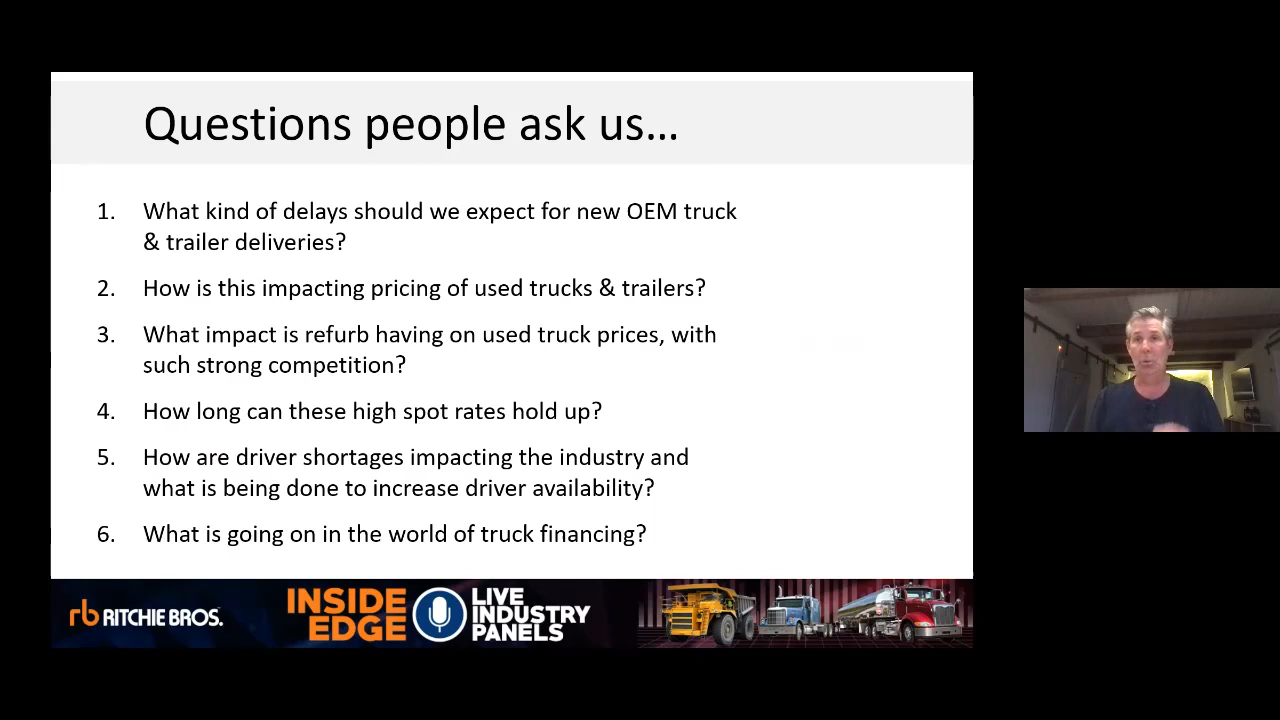 Questions people ask us...
1. What kind of delays should we expect for new OEM truck
& trailer deliveries?
2. How is this impacting pricing of used trucks & trailers?
3. What impact is refurb having on used truck prices, with
such strong competition?
4. How long can these high spot rates hold up?
5. How are driver shortages impacting the industry and
what is being done to increase driver availability?
6. What is going on in the world of truck financing?
rb RITCHIE BROS.
INSIDE
EDGE
LIVE
INDUSTRY
PANELS